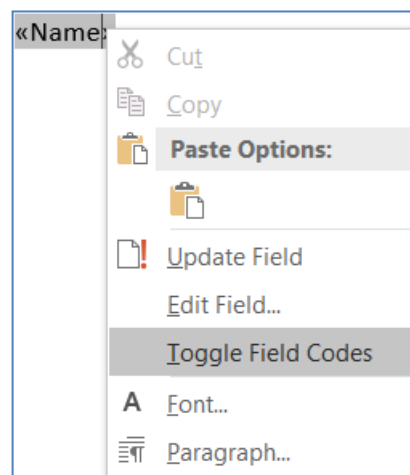 «Name»
Cut
Copy
Paste Options:
Update Field
Edit Field...
Toggle Field Codes
A Font...
Paragraph...